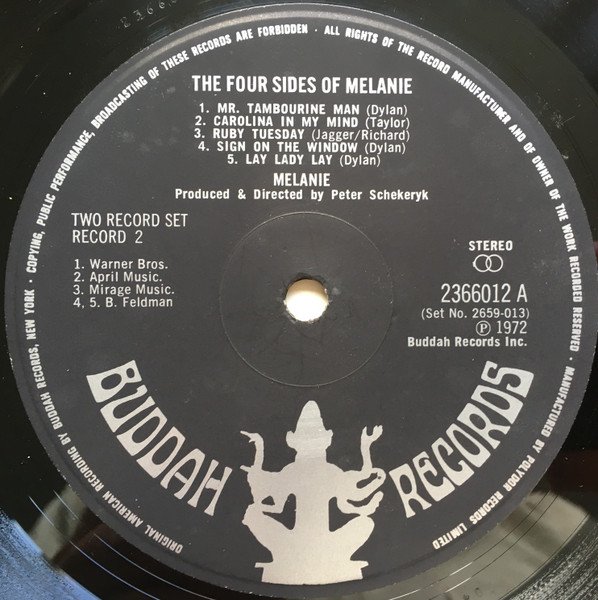 COPYING, PUBLIC PERFORMANCE, BROADCASTING OF THESE RECORDS ARE FORBIDDEN · ALL RIGHTS OF THE RECORD MANUFACTURER AND OF OWNER OF THE WORK RECORDED RESERVED · MANUFACTURED BY POLYDOR RECORDS LIMITED
ORIGINAL AMERICAN RECORDING BY BUDDAH RECORDS, NEW YORK ·
THE FOUR SIDES OF MELANIE
1. MR. TAMBOURINE MAN (Dylan)
2. CAROLINA IN MY MIND (Taylor)
3. RUBY TUESDAY (Jagger/Richard)
4. SIGN ON THE WINDOW (Dylan)
5. LAY LADY LAY (Dylan)
MELANIE
Produced & Directed by Peter Schekeryk
TWO RECORD SET
RECORD 2
1. Warner Bros.
2. April Music.
3. Mirage Music.
4, 5. B. Feldman
STEREO
2366012 A
(Set No. 2659-013)
Ⓟ 1972
Buddah Records Inc.
BUDDAH RECORDS